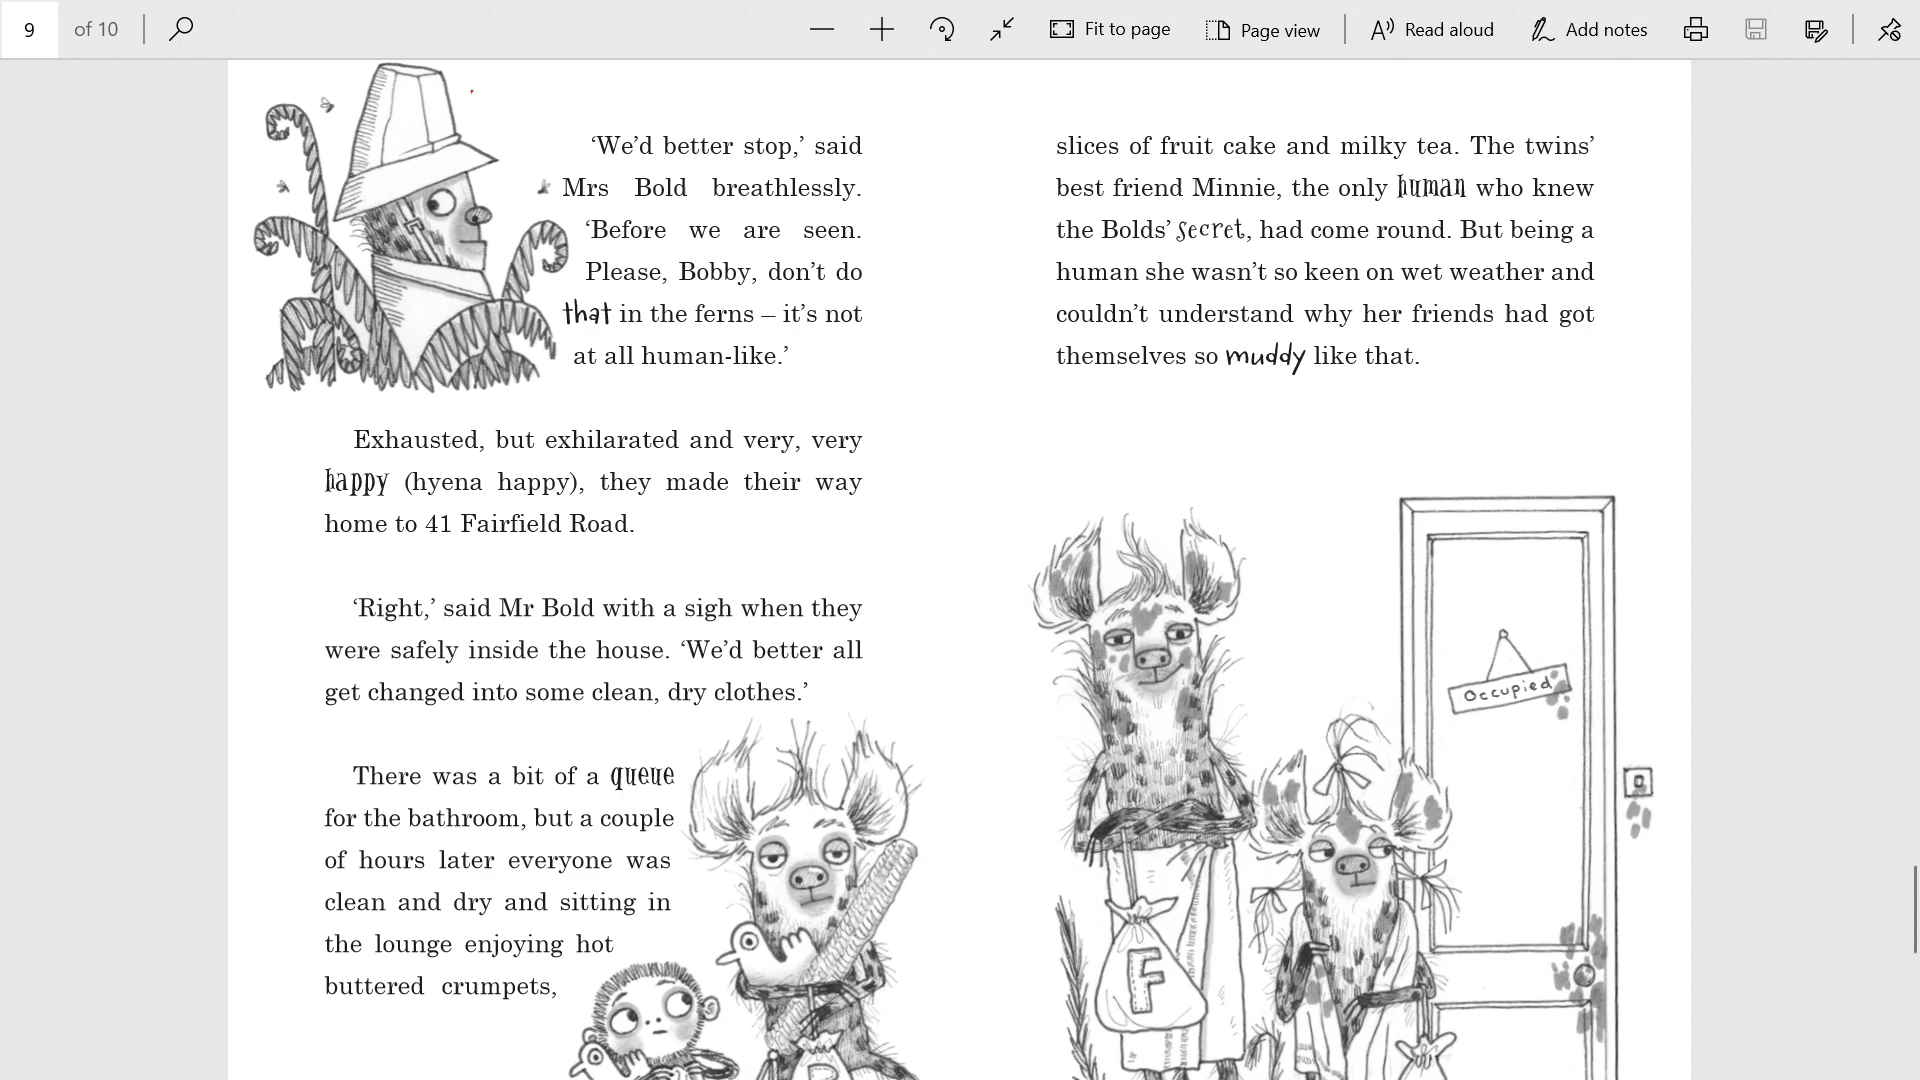 9 of 10
Fit to page
Page view
Read aloud
Add notes
‘We’d better stop,’ said
Mrs Bold breathlessly.
‘Before we are seen.
Please, Bobby, don’t do
that in the ferns – it’s not
at all human-like.’
Exhausted, but exhilarated and very, very
happy (hyena happy), they made their way
home to 41 Fairfield Road.
‘Right,’ said Mr Bold with a sigh when they
were safely inside the house. ‘We’d better all
get changed into some clean, dry clothes.’
There was a bit of a queue
for the bathroom, but a couple
of hours later everyone was
clean and dry and sitting in
the lounge enjoying hot
buttered crumpets,
slices of fruit cake and milky tea. The twins’
best friend Minnie, the only human who knew
the Bolds’ secret, had come round. But being a
human she wasn’t so keen on wet weather and
couldn’t understand why her friends had got
themselves so muddy like that.
Occupied
F